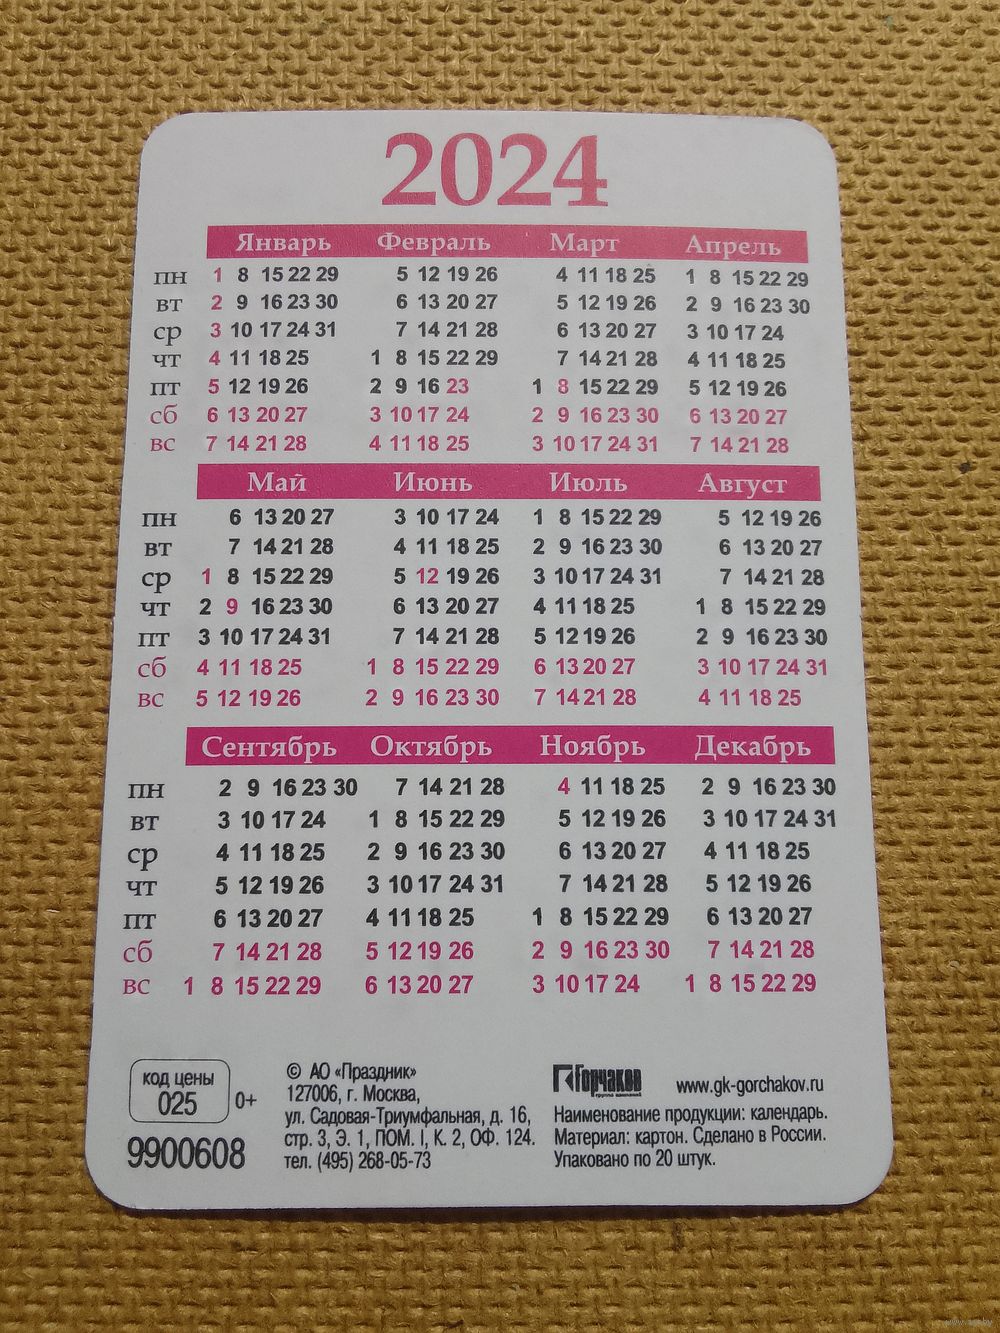 2024
Январь Февраль Март Апрель
пн 1 8 15 22 29 5 12 19 26 4 11 18 25 1 8 15 22 29
вт 2 9 16 23 30 6 13 20 27 5 12 19 26 2 9 16 23 30
ср 3 10 17 24 31 7 14 21 28 6 13 20 27 3 10 17 24
чт 4 11 18 25 1 8 15 22 29 7 14 21 28 4 11 18 25
пт 5 12 19 26 2 9 16 23 1 8 15 22 29 5 12 19 26
сб 6 13 20 27 3 10 17 24 2 9 16 23 30 6 13 20 27
вс 7 14 21 28 4 11 18 25 3 10 17 24 31 7 14 21 28
Май Июнь Июль Август
пн 6 13 20 27 3 10 17 24 1 8 15 22 29 5 12 19 26
вт 7 14 21 28 4 11 18 25 2 9 16 23 30 6 13 20 27
ср 1 8 15 22 29 5 12 19 26 3 10 17 24 31 7 14 21 28
чт 2 9 16 23 30 6 13 20 27 4 11 18 25 1 8 15 22 29
пт 3 10 17 24 31 7 14 21 28 5 12 19 26 2 9 16 23 30
сб 4 11 18 25 1 8 15 22 29 6 13 20 27 3 10 17 24 31
вс 5 12 19 26 2 9 16 23 30 7 14 21 28 4 11 18 25
Сентябрь Октябрь Ноябрь Декабрь
пн 2 9 16 23 30 7 14 21 28 4 11 18 25 2 9 16 23 30
вт 3 10 17 24 1 8 15 22 29 5 12 19 26 3 10 17 24 31
ср 4 11 18 25 2 9 16 23 30 6 13 20 27 4 11 18 25
чт 5 12 19 26 3 10 17 24 31 7 14 21 28 5 12 19 26
пт 6 13 20 27 4 11 18 25 1 8 15 22 29 6 13 20 27
сб 7 14 21 28 5 12 19 26 2 9 16 23 30 7 14 21 28
вс 1 8 15 22 29 6 13 20 27 3 10 17 24 1 8 15 22 29
код цены
025 0+
9900608
© АО «Праздник»
127006, г. Москва,
ул. Садовая-Триумфальная, д. 16,
стр. 3, Э. 1, ПОМ. I, К. 2, ОФ. 124.
тел. (495) 268-05-73
Горчаков www.gk-gorchakov.ru
группа компаний
Наименование продукции: календарь.
Материал: картон. Сделано в России.
Упаковано по 20 штук.